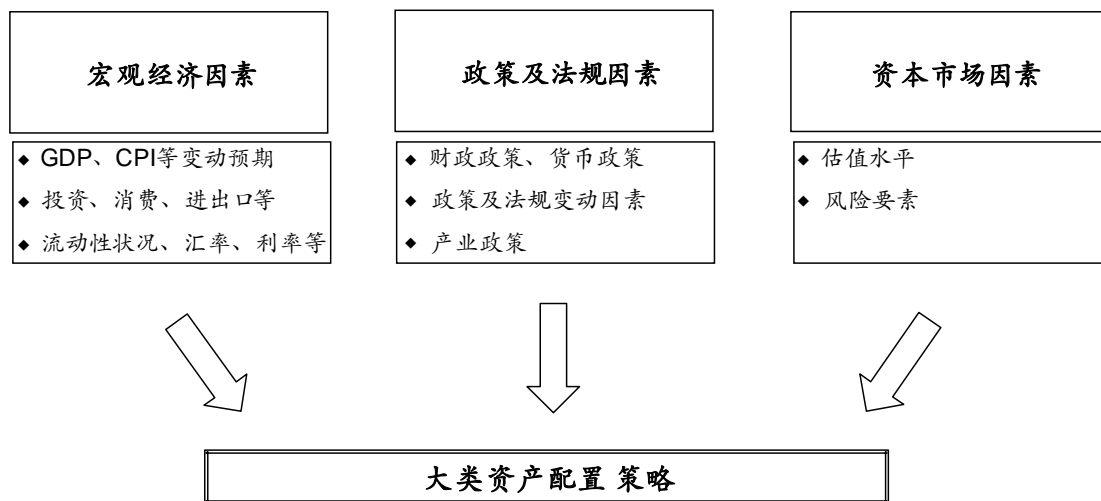 宏观经济因素
◆ GDP、CPI等变动预期
◆ 投资、消费、进出口等
◆ 流动性状况、汇率、利率等
政策及法规因素
◆ 财政政策、货币政策
◆ 政策及法规变动因素
◆ 产业政策
资本市场因素
◆ 估值水平
◆ 风险要素
大类资产配置 策略